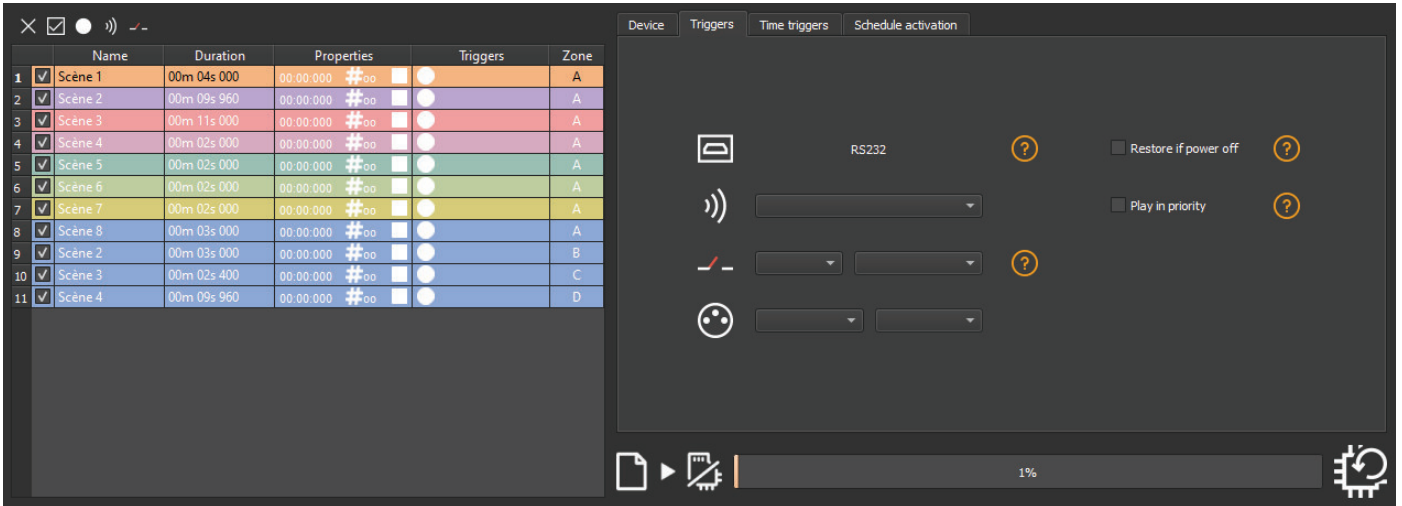 Name Duration Properties Triggers Zone
1 Scène 1 00m 04s 000 00:00:000 #oo A
2 Scène 2 00m 09s 960 00:00:000 #oo A
3 Scène 3 00m 11s 000 00:00:000 #oo A
4 Scène 4 00m 02s 000 00:00:000 #oo A
5 Scène 5 00m 02s 000 00:00:000 #oo A
6 Scène 6 00m 02s 000 00:00:000 #oo A
7 Scène 7 00m 02s 000 00:00:000 #oo A
8 Scène 8 00m 03s 000 00:00:000 #oo A
9 Scène 2 00m 03s 000 00:00:000 #oo B
10 Scène 3 00m 02s 400 00:00:000 #oo C
11 Scène 4 00m 09s 960 00:00:000 #oo D
Device Triggers Time triggers Schedule activation
RS232 ? Restore if power off ?
Play in priority ?
?
1%